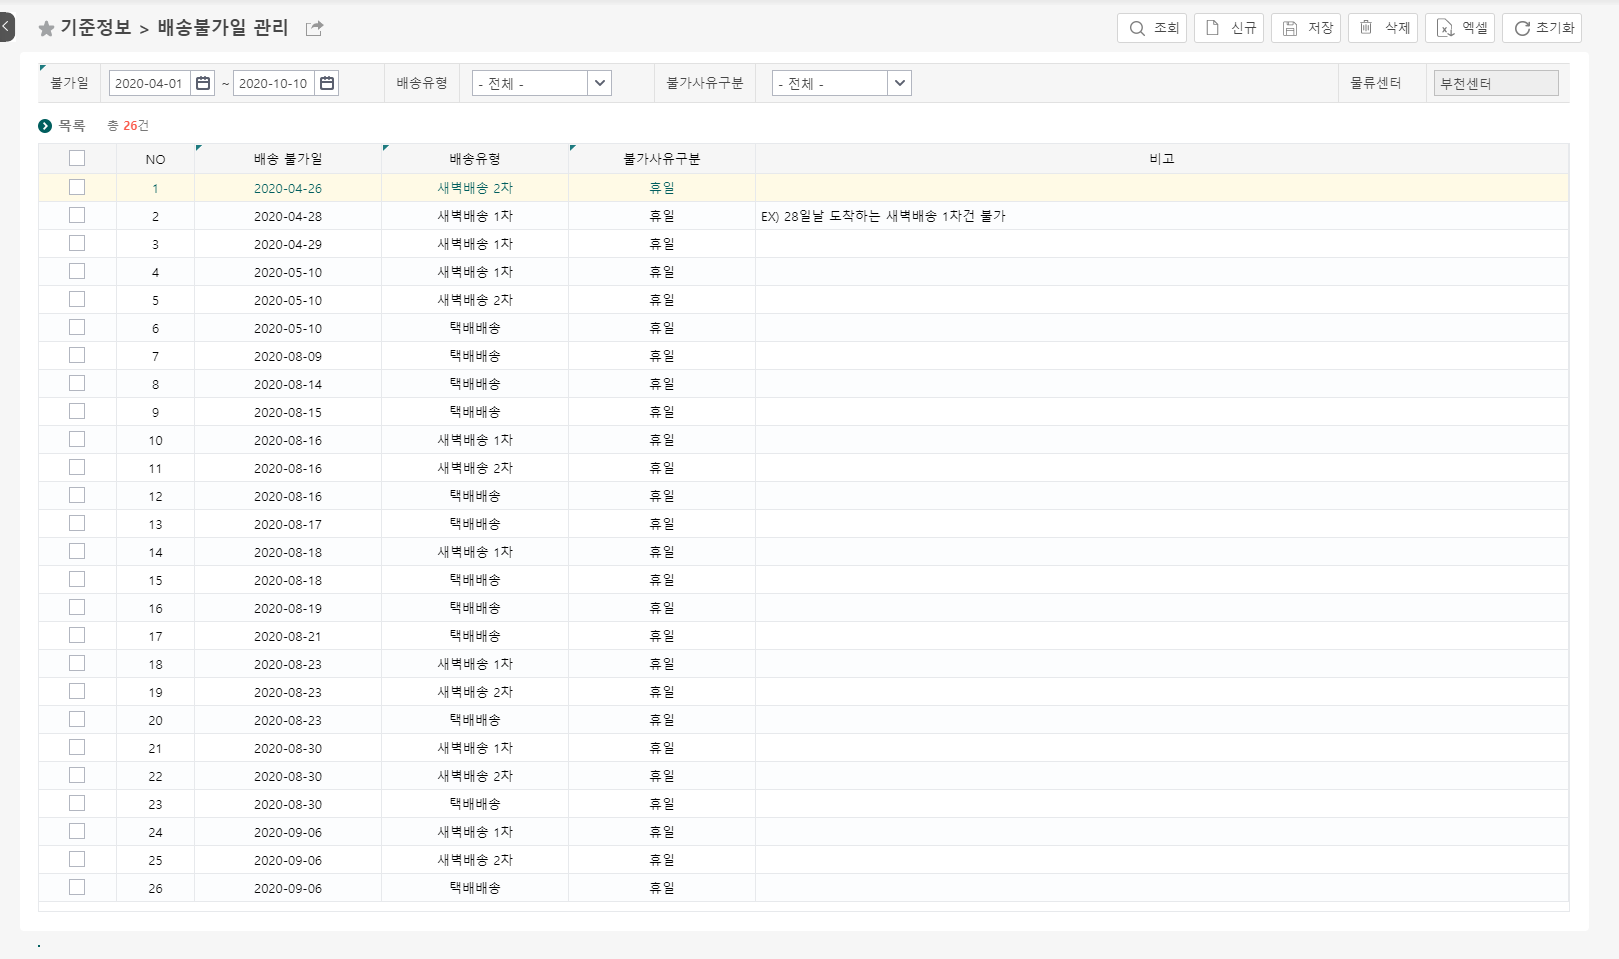 기준정보 > 배송불가일 관리
조회 신규 저장 삭제 엑셀 초기화
불가일 2020-04-01 ~ 2020-10-10 배송유형 - 전체 - 불가사유구분 - 전체 - 물류센터 부천센터
목록 총 26건
NO 배송 불가일 배송유형 불가사유구분 비고
1 2020-04-26 새벽배송 2차 휴일
2 2020-04-28 새벽배송 1차 휴일 EX) 28일날 도착하는 새벽배송 1차건 불가
3 2020-04-29 새벽배송 1차 휴일
4 2020-05-10 새벽배송 1차 휴일
5 2020-05-10 새벽배송 2차 휴일
6 2020-05-10 택배배송 휴일
7 2020-08-09 택배배송 휴일
8 2020-08-14 택배배송 휴일
9 2020-08-15 택배배송 휴일
10 2020-08-16 새벽배송 1차 휴일
11 2020-08-16 새벽배송 2차 휴일
12 2020-08-16 택배배송 휴일
13 2020-08-17 택배배송 휴일
14 2020-08-18 새벽배송 1차 휴일
15 2020-08-18 택배배송 휴일
16 2020-08-19 택배배송 휴일
17 2020-08-21 택배배송 휴일
18 2020-08-23 새벽배송 1차 휴일
19 2020-08-23 새벽배송 2차 휴일
20 2020-08-23 택배배송 휴일
21 2020-08-30 새벽배송 1차 휴일
22 2020-08-30 새벽배송 2차 휴일
23 2020-08-30 택배배송 휴일
24 2020-09-06 새벽배송 1차 휴일
25 2020-09-06 새벽배송 2차 휴일
26 2020-09-06 택배배송 휴일